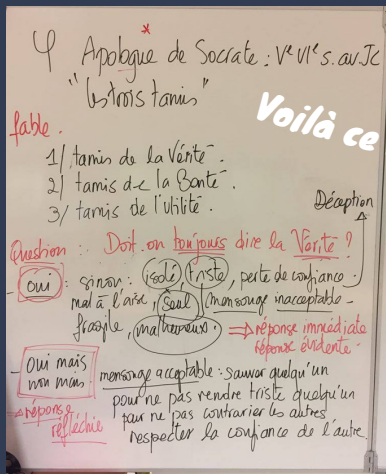 φ Apologue* de Socrate : Ve VIe s. av. JC
"les trois tamis"
Voilà ce
fable.
1/ tamis de la Vérité.
2/ tamis de la Bonté.
3/ tamis de l'utilité.
Déception
Question : Doit-on toujours dire la Vérité ?
- oui : sinon : isolé, triste, perte de confiance.
mal à l'aise, seul, mensonge inacceptable -
fragile, malheureux. ⇒ réponse immédiate
réponse évidente.
- Oui mais mensonge acceptable : sauver quelqu'un
non mais
pour ne pas rendre triste quelqu'un
⇒ réponse pour ne pas contrarier les autres
réfléchie respecter la confiance de l'autre.